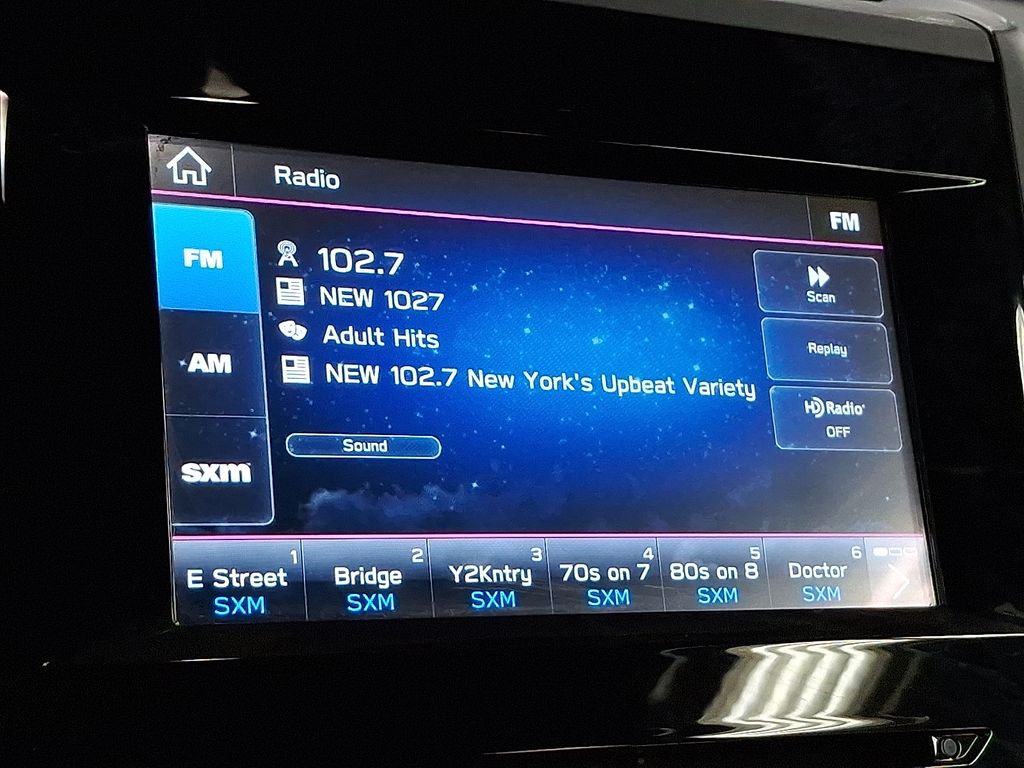 Radio
FM
FM
AM
sxm
102.7
NEW 1027
Adult Hits
NEW 102.7 New York's Upbeat Variety
Sound
Scan
Replay
HD Radio
OFF
1
E Street
SXM
2
Bridge
SXM
3
Y2Kntry
SXM
4
70s on 7
SXM
5
80s on 8
SXM
6
Doctor
SXM